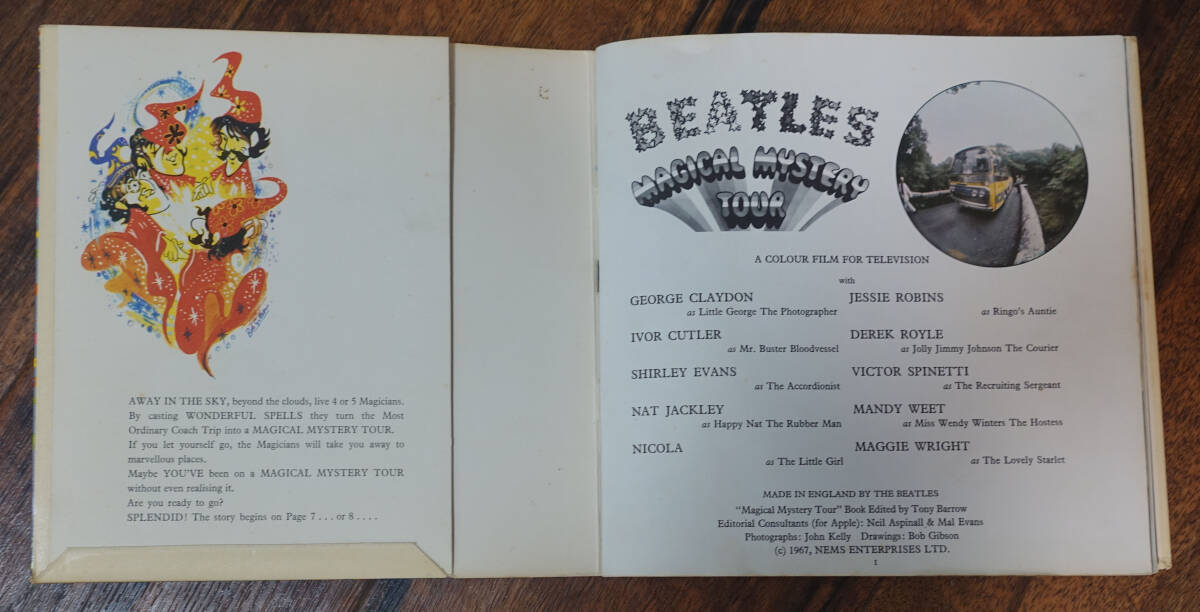 AWAY IN THE SKY, beyond the clouds, live 4 or 5 Magicians.
By casting WONDERFUL SPELLS they turn the Most
Ordinary Coach Trip into a MAGICAL MYSTERY TOUR.
If you let yourself go, the Magicians will take you away to
marvellous places.
Maybe YOU'VE been on a MAGICAL MYSTERY TOUR
without even realising it.
Are you ready to go?
SPLENDID! The story begins on Page 7 . . . or 8 . . . .
BEATLES
MAGICAL MYSTERY
TOUR
A COLOUR FILM FOR TELEVISION
with
GEORGE CLAYDON
as Little George The Photographer
JESSIE ROBINS
as Ringo's Auntie
IVOR CUTLER
as Mr. Buster Bloodvessel
DEREK ROYLE
as Jolly Jimmy Johnson The Courier
SHIRLEY EVANS
as The Accordionist
VICTOR SPINETTI
as The Recruiting Sergeant
NAT JACKLEY
as Happy Nat The Rubber Man
MANDY WEET
as Miss Wendy Winters The Hostess
NICOLA
as The Little Girl
MAGGIE WRIGHT
as The Lovely Starlet
MADE IN ENGLAND BY THE BEATLES
"Magical Mystery Tour" Book Edited by Tony Barrow
Editorial Consultants (for Apple): Neil Aspinall & Mal Evans
Photographs: John Kelly Drawings: Bob Gibson
(c) 1967, NEMS ENTERPRISES LTD.
1